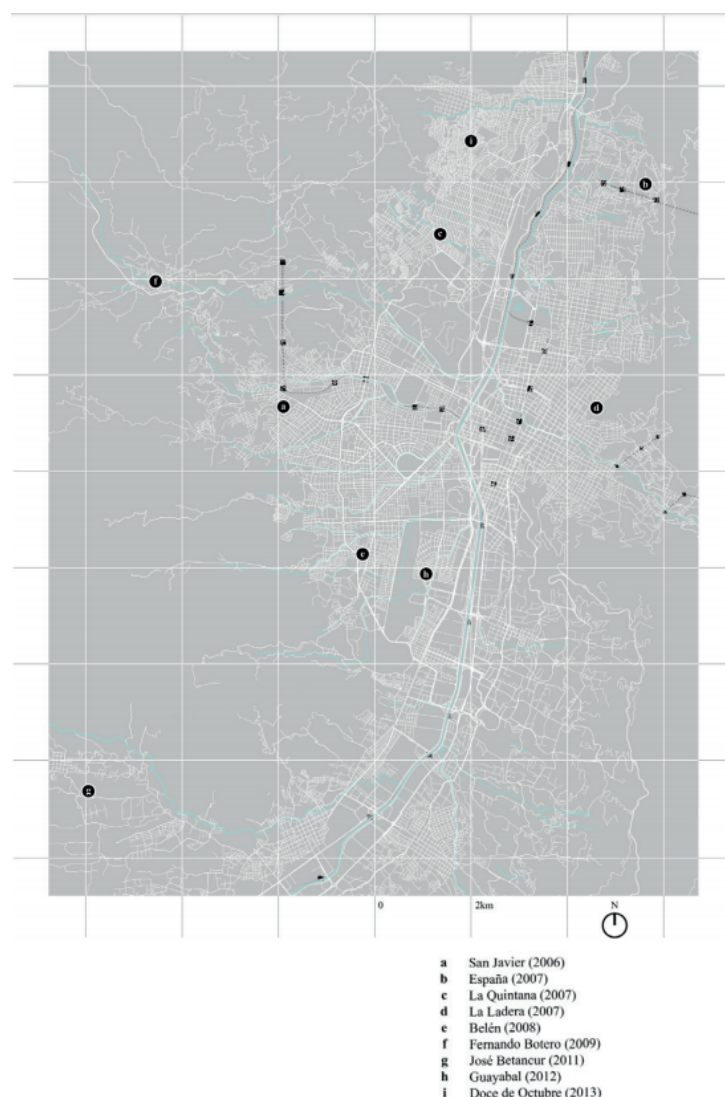 i
b
c
f
a
d
e
h
g
0 2km N
a San Javier (2006)
b España (2007)
c La Quintana (2007)
d La Ladera (2007)
e Belén (2008)
f Fernando Botero (2009)
g José Betancur (2011)
h Guayabal (2012)
i Doce de Octubre (2013)